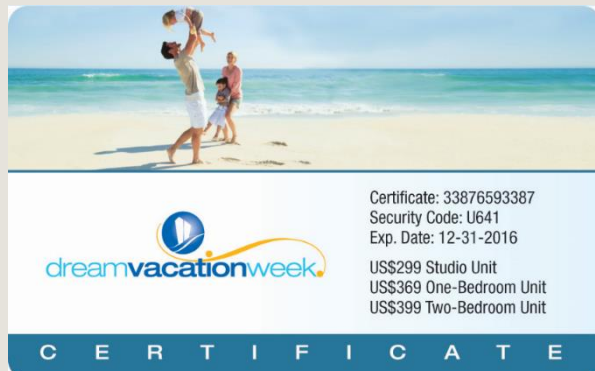 dreamvacationweek.
Certificate: 33876593387
Security Code: U641
Exp. Date: 12-31-2016
US$299 Studio Unit
US$369 One-Bedroom Unit
US$399 Two-Bedroom Unit
CERTIFICATE